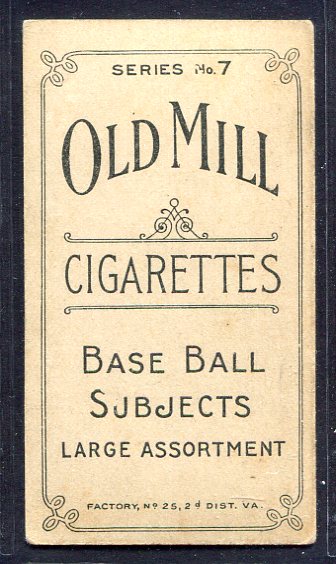 SERIES No. 7
OLD MILL
CIGARETTES
BASE BALL
SUBJECTS
LARGE ASSORTMENT
FACTORY, No 25, 2d DIST. VA.